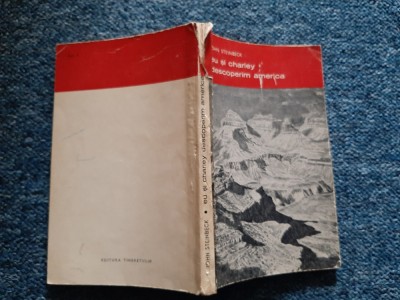 JOHN STEINBECK
eu și charley
descoperim america
JOHN STEINBECK • eu și charley descoperim america
EDITURA TINERETULUI